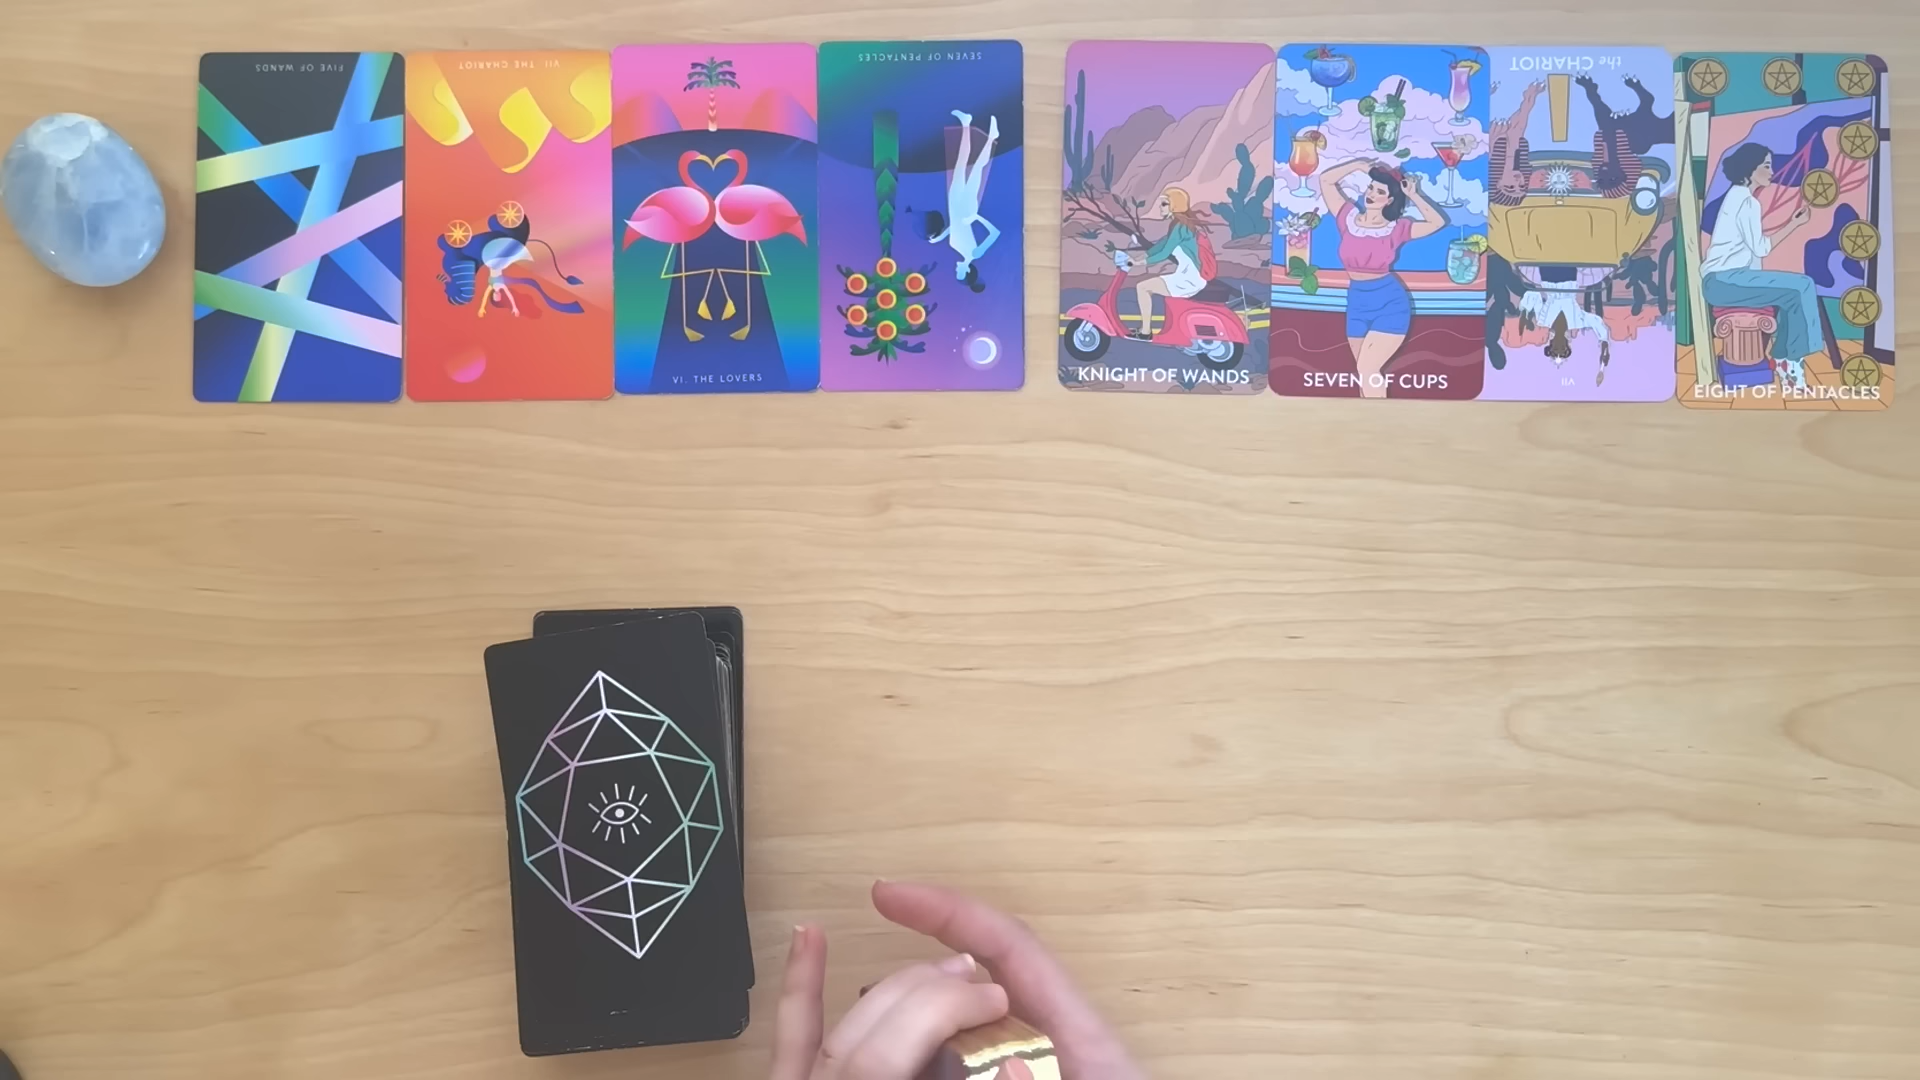 FIVE OF WANDS
VII. THE CHARIOT
VI. THE LOVERS
SEVEN OF PENTACLES
KNIGHT OF WANDS
SEVEN OF CUPS
the CHARIOT
VII
EIGHT OF PENTACLES